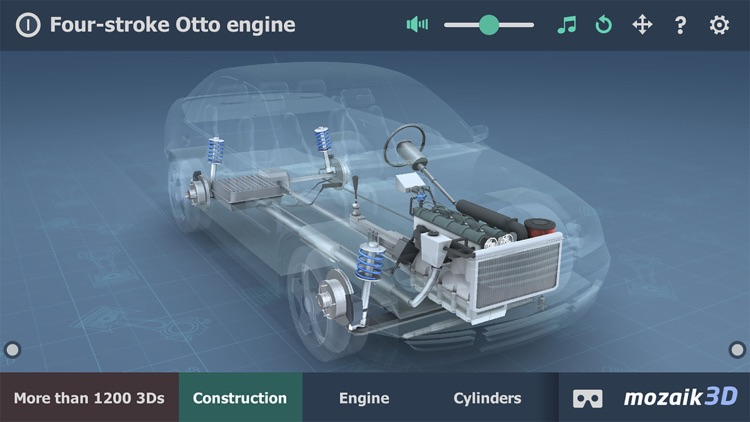 Four-stroke Otto engine
?
More than 1200 3Ds
Construction
Engine
Cylinders
mozaik3D